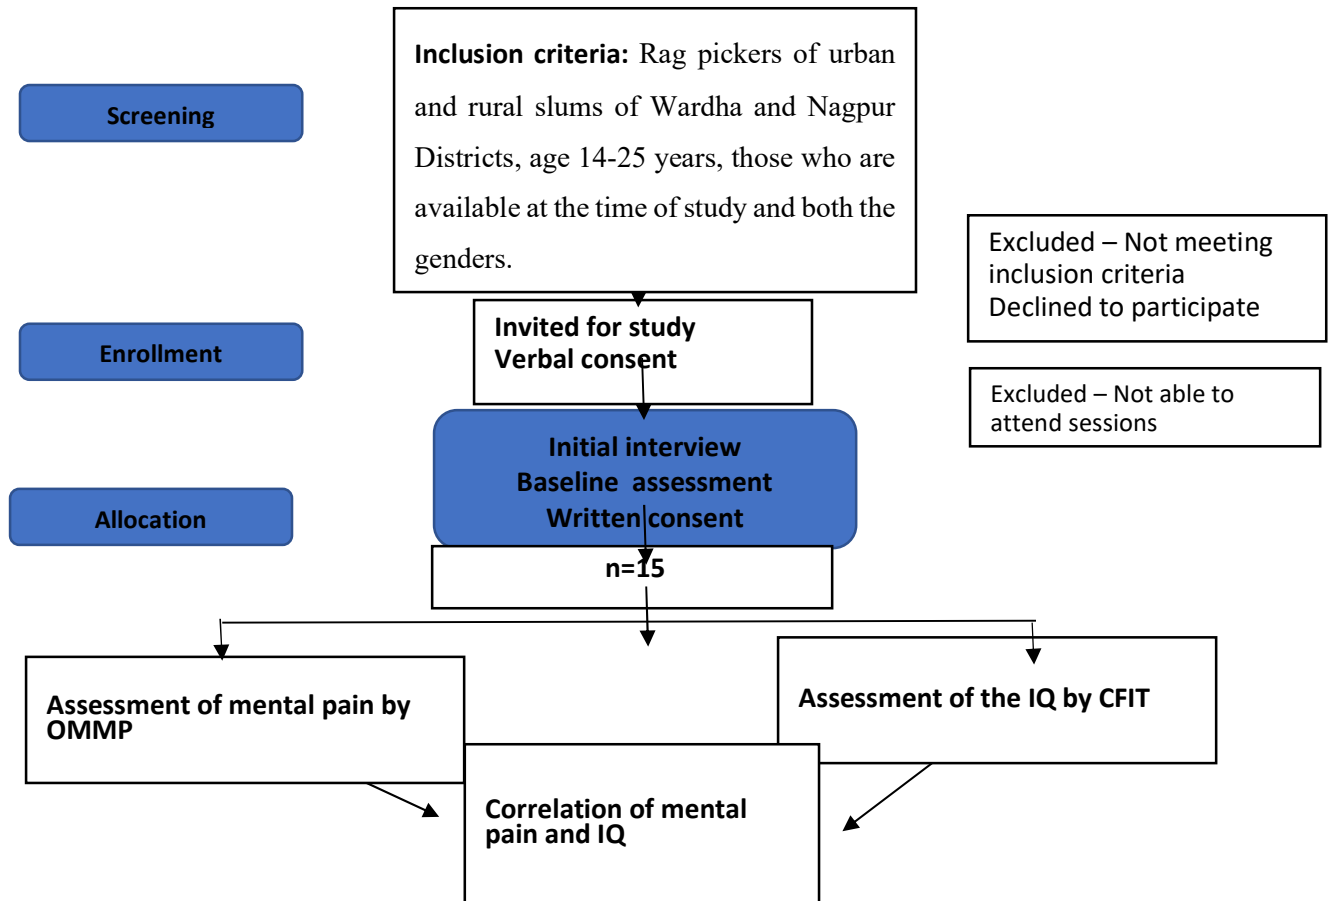 Inclusion criteria: Rag pickers of urban
and rural slums of Wardha and Nagpur
Districts, age 14-25 years, those who are
available at the time of study and both the
genders.
Screening
Excluded – Not meeting
inclusion criteria
Declined to participate
Invited for study
Verbal consent
Enrollment
Excluded – Not able to
attend sessions
Initial interview
Baseline assessment
Written consent
Allocation
n=15
Assessment of mental pain by
OMMP
Assessment of the IQ by CFIT
Correlation of mental
pain and IQ